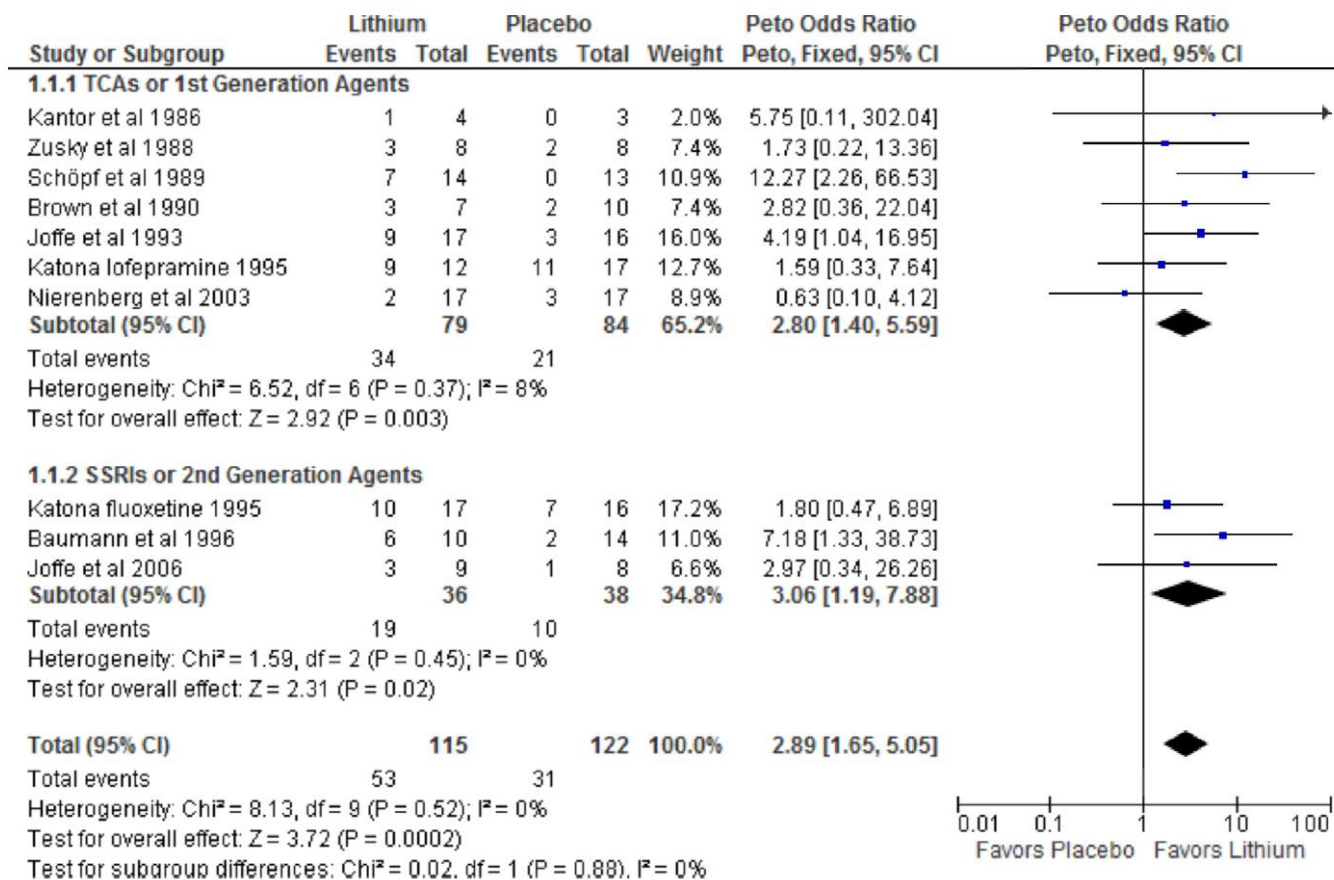 Lithium Placebo Peto Odds Ratio Peto Odds Ratio
Study or Subgroup Events Total Events Total Weight Peto, Fixed, 95% CI Peto, Fixed, 95% CI
1.1.1 TCAs or 1st Generation Agents
Kantor et al 1986 1 4 0 3 2.0% 5.75 [0.11, 302.04]
Zusky et al 1988 3 8 2 8 7.4% 1.73 [0.22, 13.36]
Schöpf et al 1989 7 14 0 13 10.9% 12.27 [2.26, 66.53]
Brown et al 1990 3 7 2 10 7.4% 2.82 [0.36, 22.04]
Joffe et al 1993 9 17 3 16 16.0% 4.19 [1.04, 16.95]
Katona lofepramine 1995 9 12 11 17 12.7% 1.59 [0.33, 7.64]
Nierenberg et al 2003 2 17 3 17 8.9% 0.63 [0.10, 4.12]
Subtotal (95% CI) 79 84 65.2% 2.80 [1.40, 5.59]
Total events 34 21
Heterogeneity: Chi² = 6.52, df = 6 (P = 0.37); I² = 8%
Test for overall effect: Z = 2.92 (P = 0.003)
1.1.2 SSRIs or 2nd Generation Agents
Katona fluoxetine 1995 10 17 7 16 17.2% 1.80 [0.47, 6.89]
Baumann et al 1996 6 10 2 14 11.0% 7.18 [1.33, 38.73]
Joffe et al 2006 3 9 1 8 6.6% 2.97 [0.34, 26.26]
Subtotal (95% CI) 36 38 34.8% 3.06 [1.19, 7.88]
Total events 19 10
Heterogeneity: Chi² = 1.59, df = 2 (P = 0.45); I² = 0%
Test for overall effect: Z = 2.31 (P = 0.02)
Total (95% CI) 115 122 100.0% 2.89 [1.65, 5.05]
Total events 53 31
Heterogeneity: Chi² = 8.13, df = 9 (P = 0.52); I² = 0%
Test for overall effect: Z = 3.72 (P = 0.0002)
Test for subgroup differences: Chi² = 0.02, df = 1 (P = 0.88), I² = 0%
0.01 0.1 1 10 100
Favors Placebo Favors Lithium